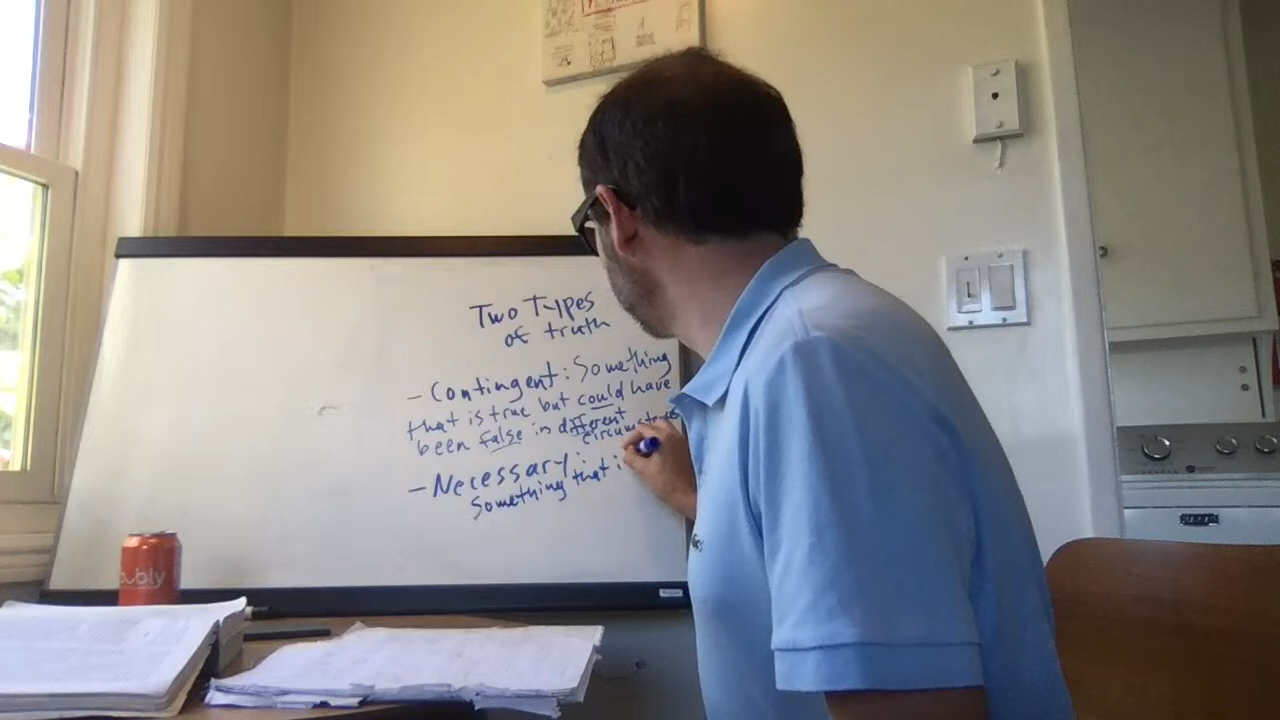 Two Types
of truth
- Contingent: Something
that is true but could have
been false in different
circumstances
- Necessary:
Something that i
bubly